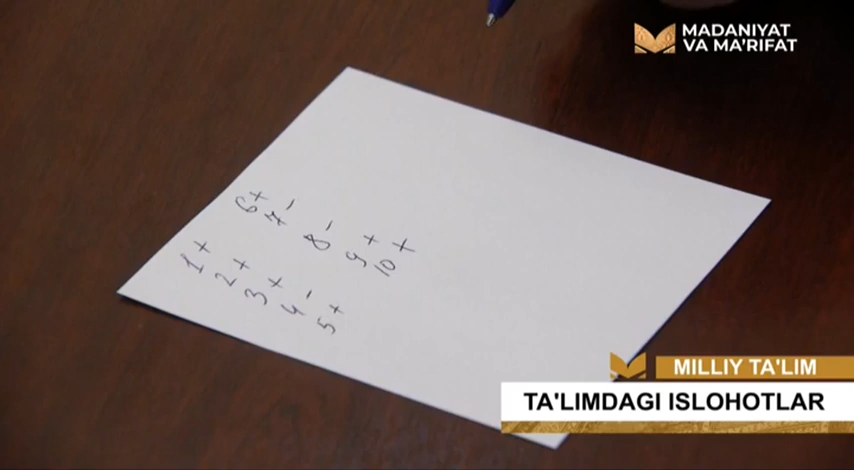 MADANIYAT
VA MA'RIFAT
1+
2+
3+
4-
5+
6+
7-
8-
9+
10+
MILLIY TA'LIM
TA'LIMDAGI ISLOHOTLAR